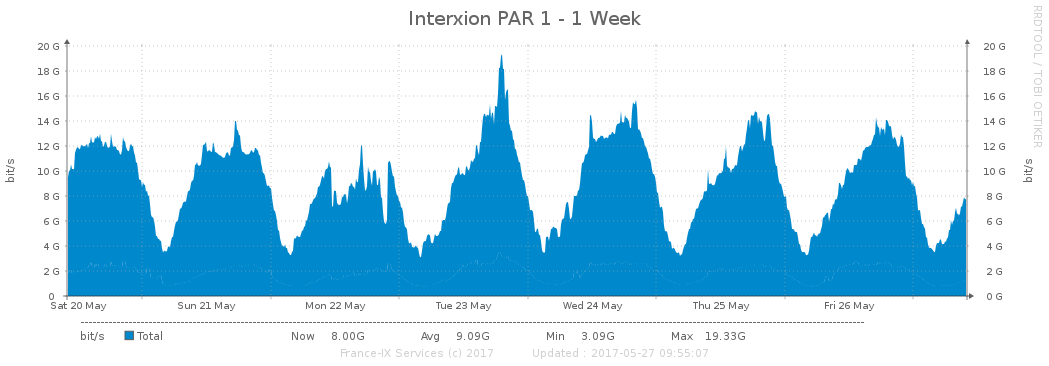 Interxion PAR 1 - 1 Week
RRDTOOL / TOBI OETIKER
20 G 20 G
18 G 18 G
16 G 16 G
14 G 14 G
12 G 12 G
10 G 10 G
8 G 8 G
6 G 6 G
4 G 4 G
2 G 2 G
0 0 G
bit/s bit/s
Sat 20 May Sun 21 May Mon 22 May Tue 23 May Wed 24 May Thu 25 May Fri 26 May
bit/s Total Now 8.00G Avg 9.09G Min 3.09G Max 19.33G
France-IX Services (c) 2017 Updated : 2017-05-27 09:55:07